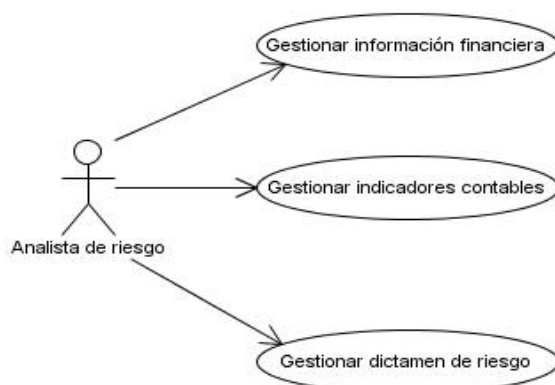 Gestionar información financiera
Gestionar indicadores contables
Analista de riesgo
Gestionar dictamen de riesgo